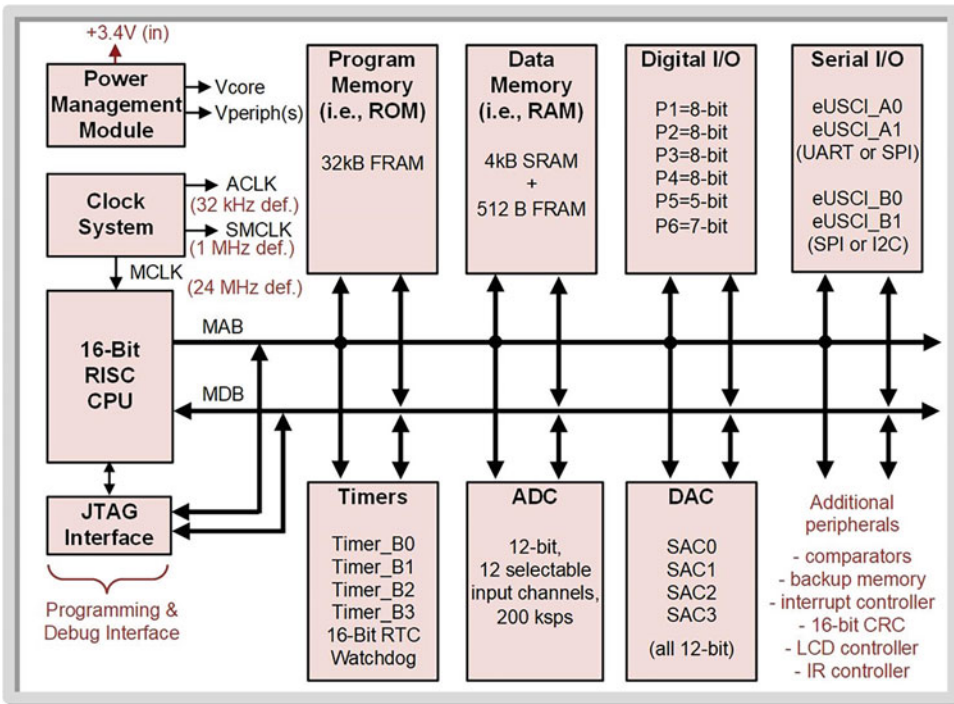 +3.4V (in)
Power
Management
Module
Vcore
Vperiph(s)
Clock
System
ACLK
(32 kHz def.)
SMCLK
(1 MHz def.)
MCLK
(24 MHz def.)
16-Bit
RISC
CPU
MAB
MDB
JTAG
Interface
Programming &
Debug Interface
Program
Memory
(i.e., ROM)
32kB FRAM
Data
Memory
(i.e., RAM)
4kB SRAM
+
512 B FRAM
Digital I/O
P1=8-bit
P2=8-bit
P3=8-bit
P4=8-bit
P5=5-bit
P6=7-bit
Serial I/O
eUSCI_A0
eUSCI_A1
(UART or SPI)
eUSCI_B0
eUSCI_B1
(SPI or I2C)
Timers
Timer_B0
Timer_B1
Timer_B2
Timer_B3
16-Bit RTC
Watchdog
ADC
12-bit,
12 selectable
input channels,
200 ksps
DAC
SAC0
SAC1
SAC2
SAC3
(all 12-bit)
Additional
peripherals
- comparators
- backup memory
- interrupt controller
- 16-bit CRC
- LCD controller
- IR controller